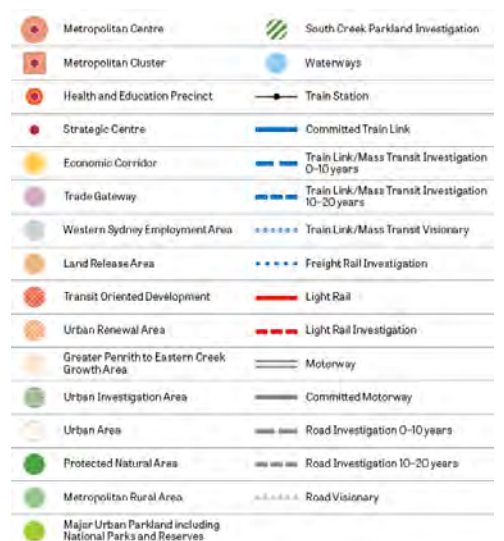 Metropolitan Centre
Metropolitan Cluster
Health and Education Precinct
Strategic Centre
Economic Corridor
Trade Gateway
Western Sydney Employment Area
Land Release Area
Transit Oriented Development
Urban Renewal Area
Greater Penrith to Eastern Creek
Growth Area
Urban Investigation Area
Urban Area
Protected Natural Area
Metropolitan Rural Area
Major Urban Parkland including
National Parks and Reserves
South Creek Parkland Investigation
Waterways
Train Station
Committed Train Link
Train Link/Mass Transit Investigation
0–10 years
Train Link/Mass Transit Investigation
10–20 years
Train Link/Mass Transit Visionary
Freight Rail Investigation
Light Rail
Light Rail Investigation
Motorway
Committed Motorway
Road Investigation 0–10 years
Road Investigation 10–20 years
Road Visionary